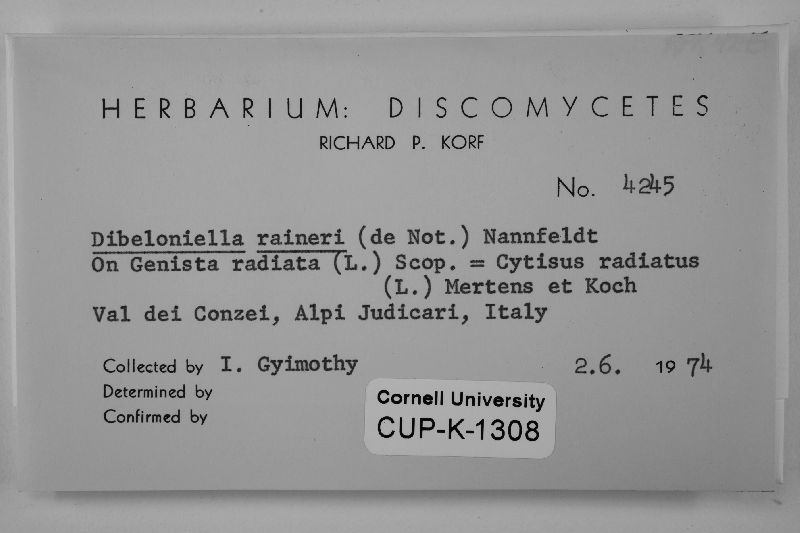 HERBARIUM: DISCOMYCETES
RICHARD P. KORF
No. 4245
Dibeloniella raineri (de Not.) Nannfeldt
On Genista radiata (L.) Scop. = Cytisus radiatus
(L.) Mertens et Koch
Val dei Conzei, Alpi Judicari, Italy
Collected by I. Gyimothy 2.6. 1974
Determined by
Confirmed by
Cornell University
CUP-K-1308